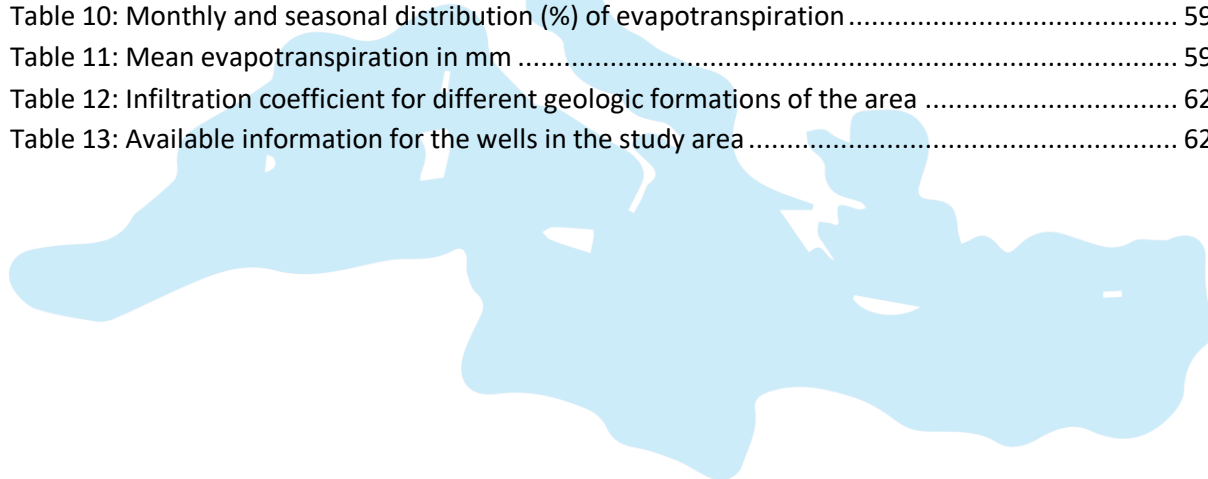 Table 10: Monthly and seasonal distribution (%) of evapotranspiration.................................................. 59
Table 11: Mean evapotranspiration in mm .............................................................................................. 59
Table 12: Infiltration coefficient for different geologic formations of the area ....................................... 62
Table 13: Available information for the wells in the study area................................................................ 62